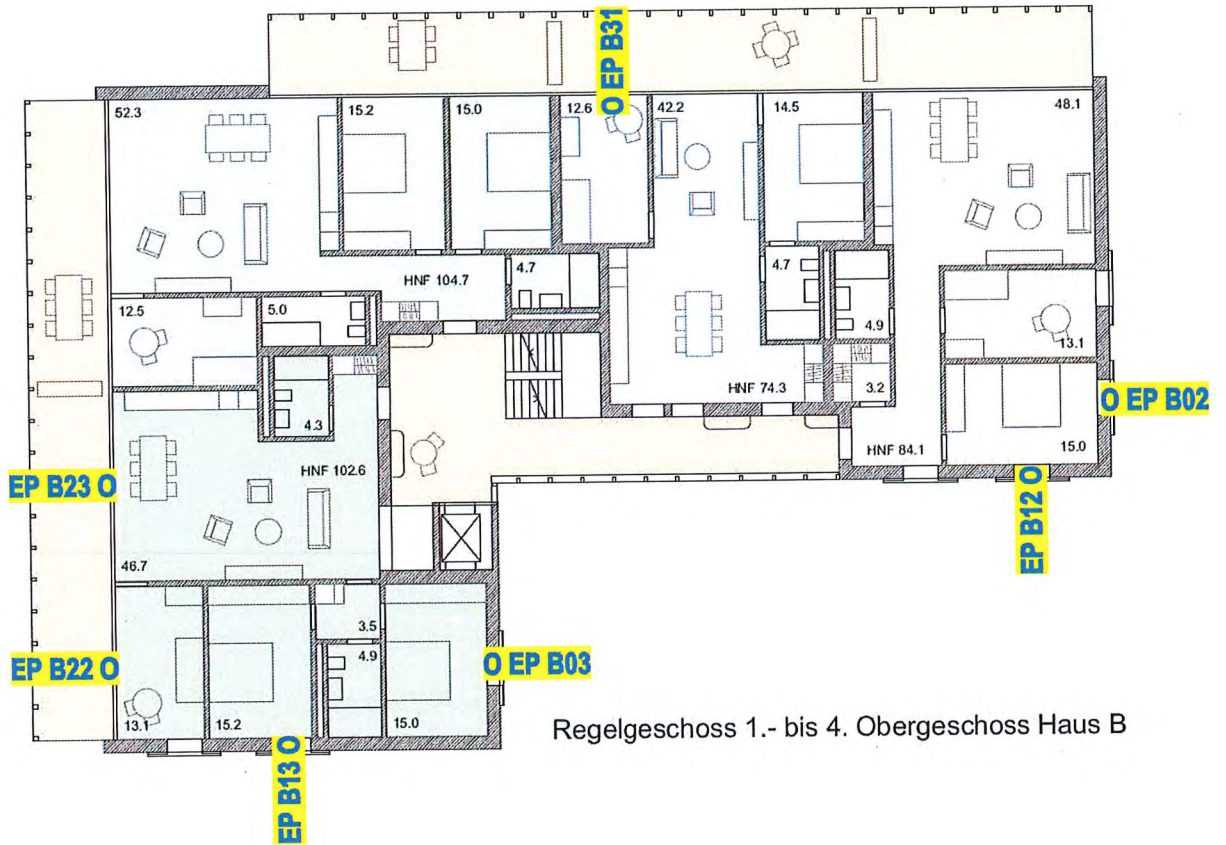 O EP B31
52.3
15.2
15.0
12.6
42.2
14.5
48.1
HNF 104.7
4.7
4.7
12.5
5.0
4.9
13.1
HNF 74.3
3.2
O EP B02
4.3
HNF 84.1
15.0
HNF 102.6
EP B23 O
EP B12 O
46.7
3.5
4.9
EP B22 O
O EP B03
13.1
15.2
15.0
Regelgeschoss 1.- bis 4. Obergeschoss Haus B
EP B13 O